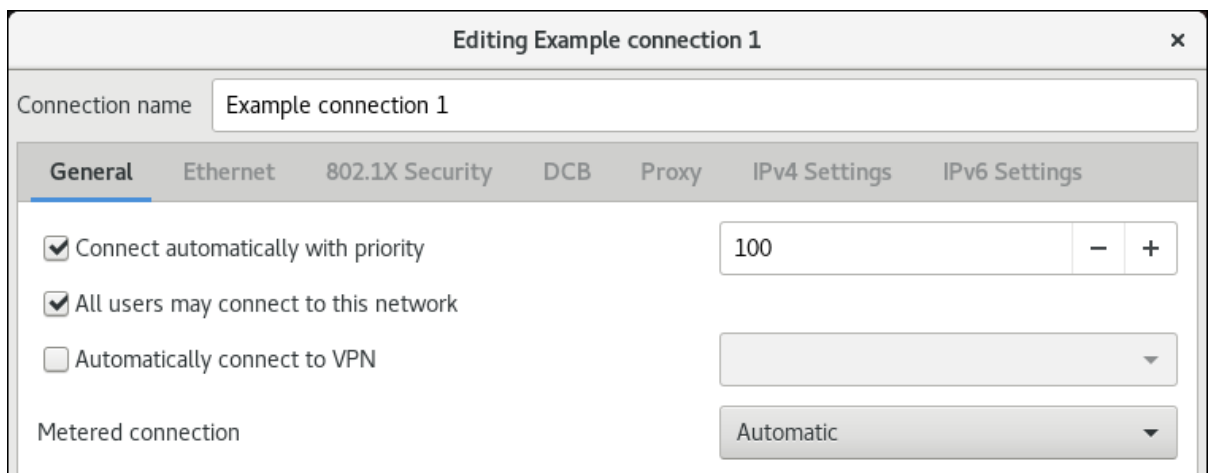 Editing Example connection 1
Connection name Example connection 1
General Ethernet 802.1X Security DCB Proxy IPv4 Settings IPv6 Settings
Connect automatically with priority 100 − +
All users may connect to this network
Automatically connect to VPN
Metered connection Automatic